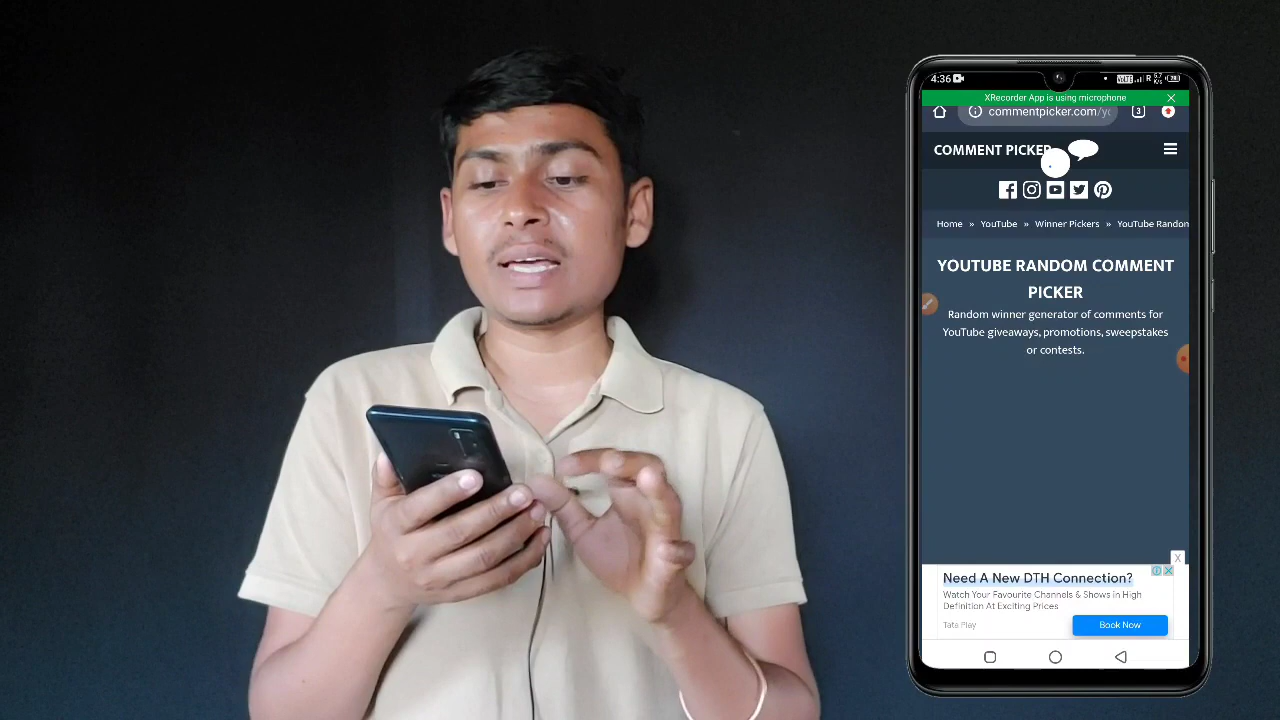 4:36
XRecorder App is using microphone
commentpicker.com/y
3
COMMENT PICKER
Home » YouTube » Winner Pickers » YouTube Random
YOUTUBE RANDOM COMMENT
PICKER
Random winner generator of comments for
YouTube giveaways, promotions, sweepstakes
or contests.
X
Need A New DTH Connection?
Watch Your Favourite Channels & Shows in High
Definition At Exciting Prices
Tata Play
Book Now